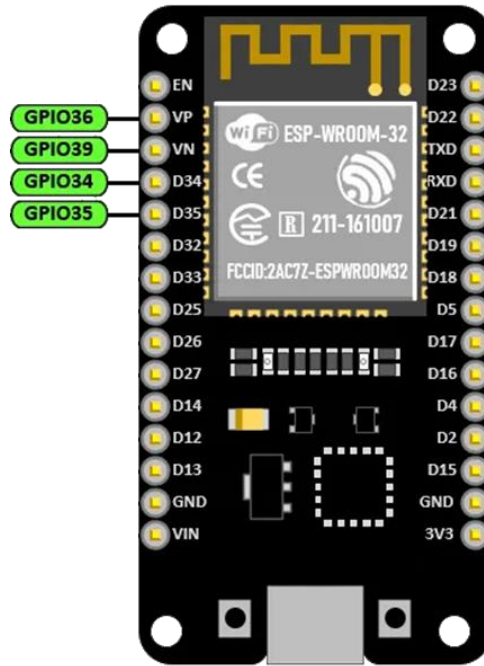 GPIO36
GPIO39
GPIO34
GPIO35
EN
VP
VN
D34
D35
D32
D33
D25
D26
D27
D14
D12
D13
GND
VIN
WiFi ESP-WROOM-32
CE
R 211-161007
FCCID:2AC7Z-ESPWROOM32
D23
D22
TXD
RXD
D21
D19
D18
D5
D17
D16
D4
D2
D15
GND
3V3